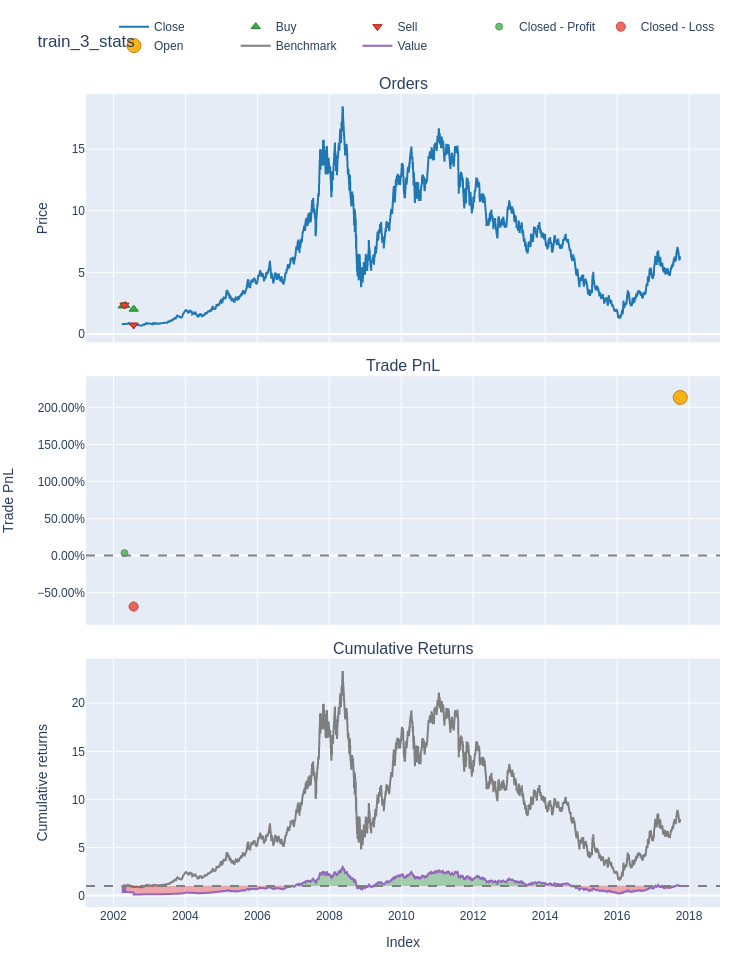 train_3_stats
Close
Buy
Sell
Closed - Profit
Closed - Loss
Open
Benchmark
Value
Orders
15
10
5
0
Price
Trade PnL
200.00%
150.00%
100.00%
50.00%
0.00%
−50.00%
Trade PnL
Cumulative Returns
20
15
10
5
0
Cumulative returns
2002
2004
2006
2008
2010
2012
2014
2016
2018
Index